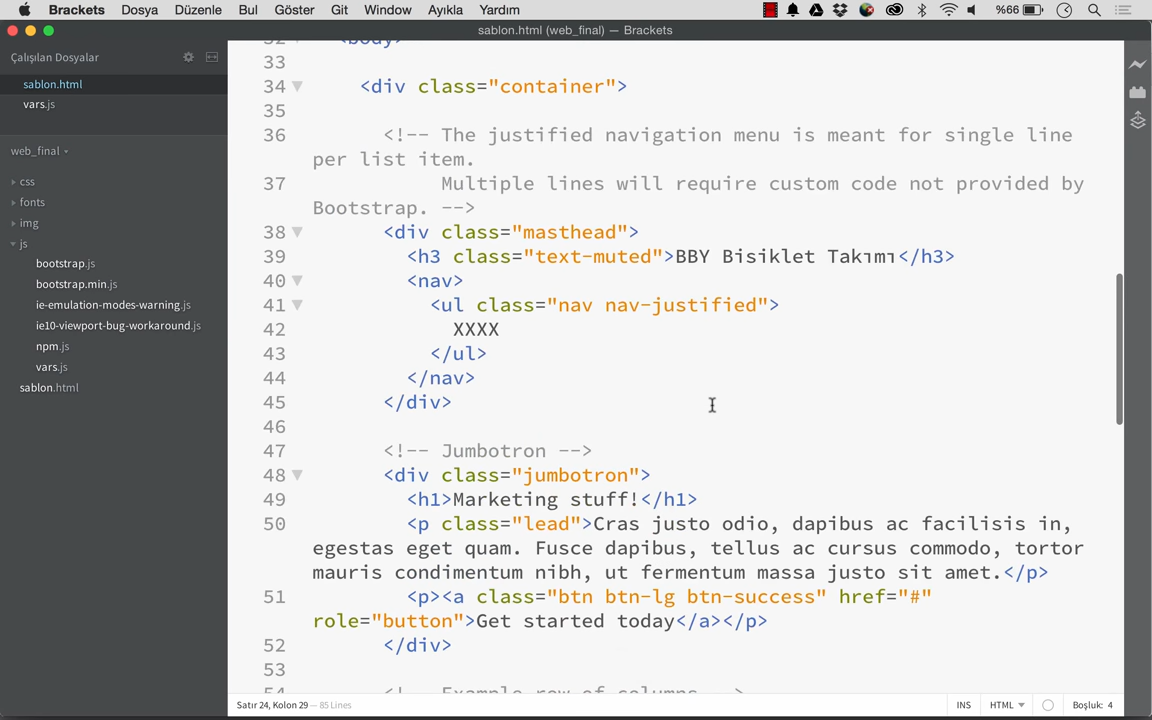 Brackets Dosya Düzenle Bul Göster Git Window Ayıkla Yardım %66
sablon.html (web_final) — Brackets
Çalışılan Dosyalar
sablon.html
vars.js
web_final
css
fonts
img
js
bootstrap.js
bootstrap.min.js
ie-emulation-modes-warning.js
ie10-viewport-bug-workaround.js
npm.js
vars.js
sablon.html
32 <body>
33
34 <div class="container">
35
36 <!-- The justified navigation menu is meant for single line
per list item.
37 Multiple lines will require custom code not provided by
Bootstrap. -->
38 <div class="masthead">
39 <h3 class="text-muted">BBY Bisiklet Takımı</h3>
40 <nav>
41 <ul class="nav nav-justified">
42 XXXX
43 </ul>
44 </nav>
45 </div>
46
47 <!-- Jumbotron -->
48 <div class="jumbotron">
49 <h1>Marketing stuff!</h1>
50 <p class="lead">Cras justo odio, dapibus ac facilisis in,
egestas eget quam. Fusce dapibus, tellus ac cursus commodo, tortor
mauris condimentum nibh, ut fermentum massa justo sit amet.</p>
51 <p><a class="btn btn-lg btn-success" href="#"
role="button">Get started today</a></p>
52 </div>
53
54 <!-- Example row of columns -->
Satır 24, Kolon 29 — 85 Lines INS HTML Boşluk: 4